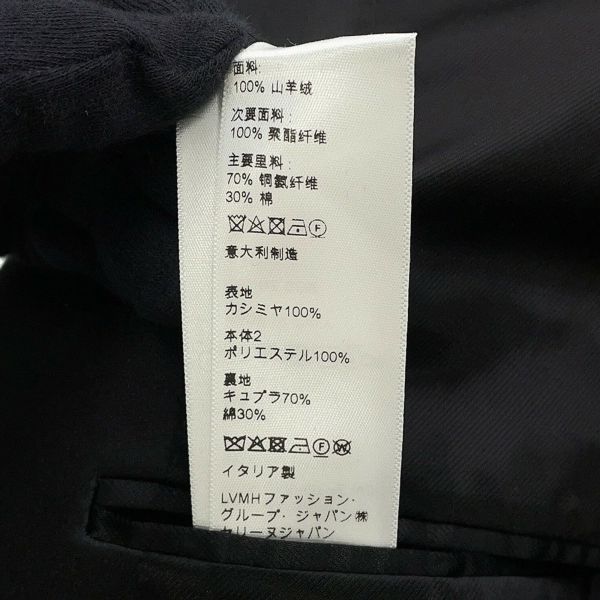 面料:
100% 山羊绒
次要面料:
100% 聚酯纤维
主要里料:
70% 铜氨纤维
30% 棉
F
意大利制造
表地
カシミヤ100%
本体2
ポリエステル100%
裏地
キュプラ70%
綿30%
F W
イタリア製
LVMHファッション・
グループ・ジャパン㈱
セリーヌジャパン